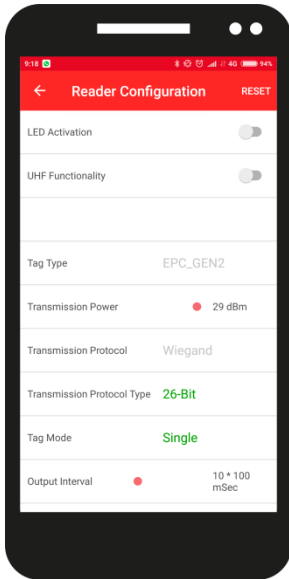 9:18 4G 94%
Reader Configuration RESET
LED Activation
UHF Functionality
Tag Type EPC_GEN2
Transmission Power 29 dBm
Transmission Protocol Wiegand
Transmission Protocol Type 26-Bit
Tag Mode Single
Output Interval 10 * 100
mSec